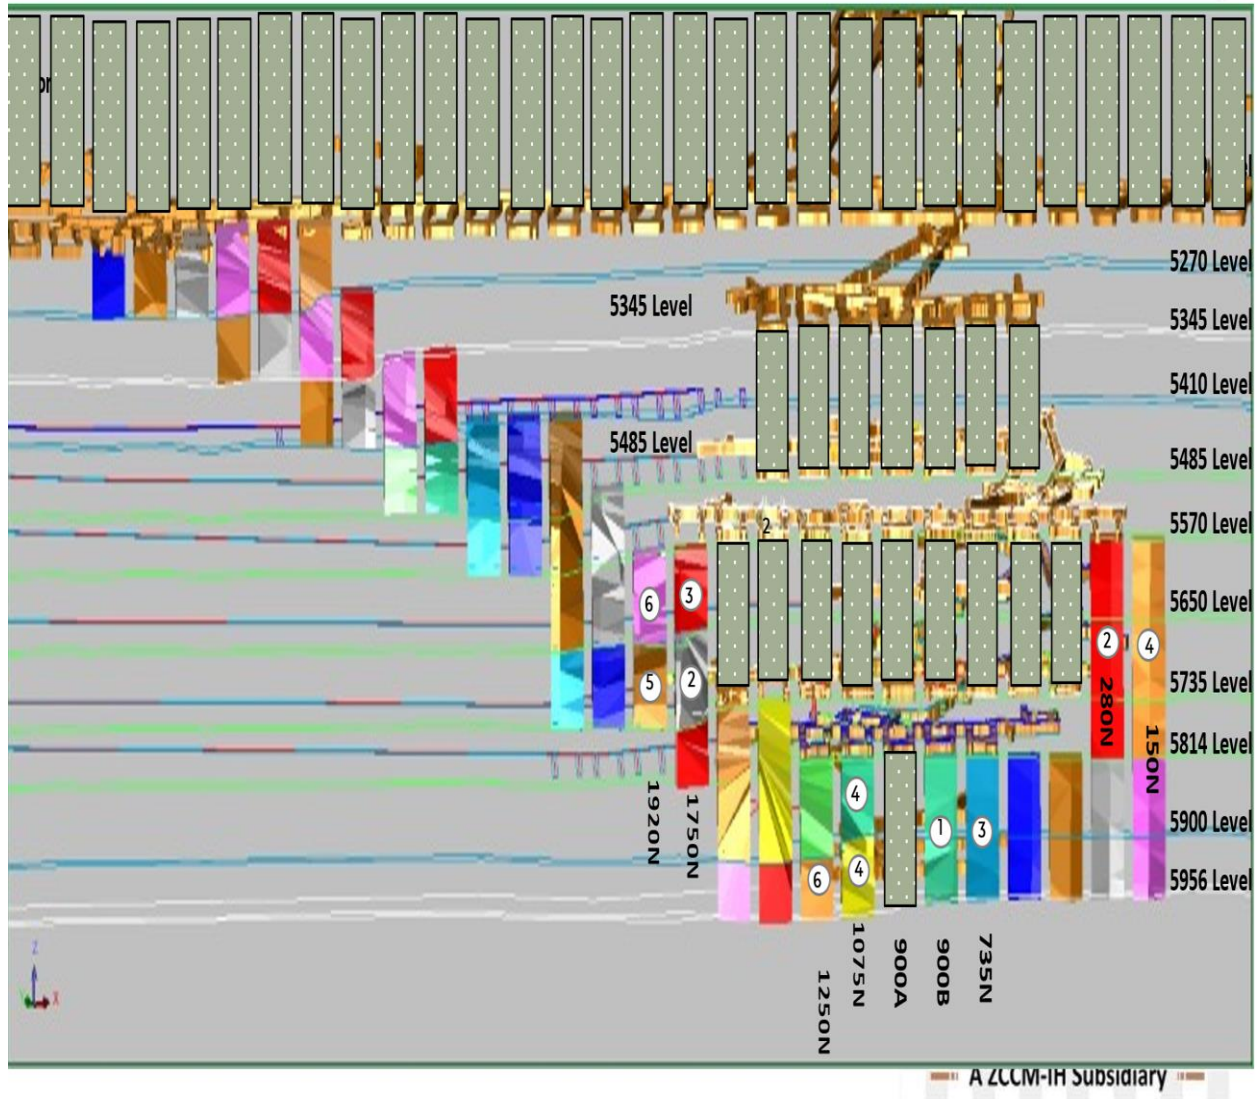 or
5270 Level
5345 Level
5345 Level
5410 Level
5485 Level
5485 Level
5570 Level
2
5650 Level
6
3
2
4
5735 Level
5
2
280N
150N
5814 Level
4
5900 Level
1
3
4
6
5956 Level
1920N
1750N
1075N
900A
900B
735N
1250N
Z
X
A ZCCM-IH Subsidiary